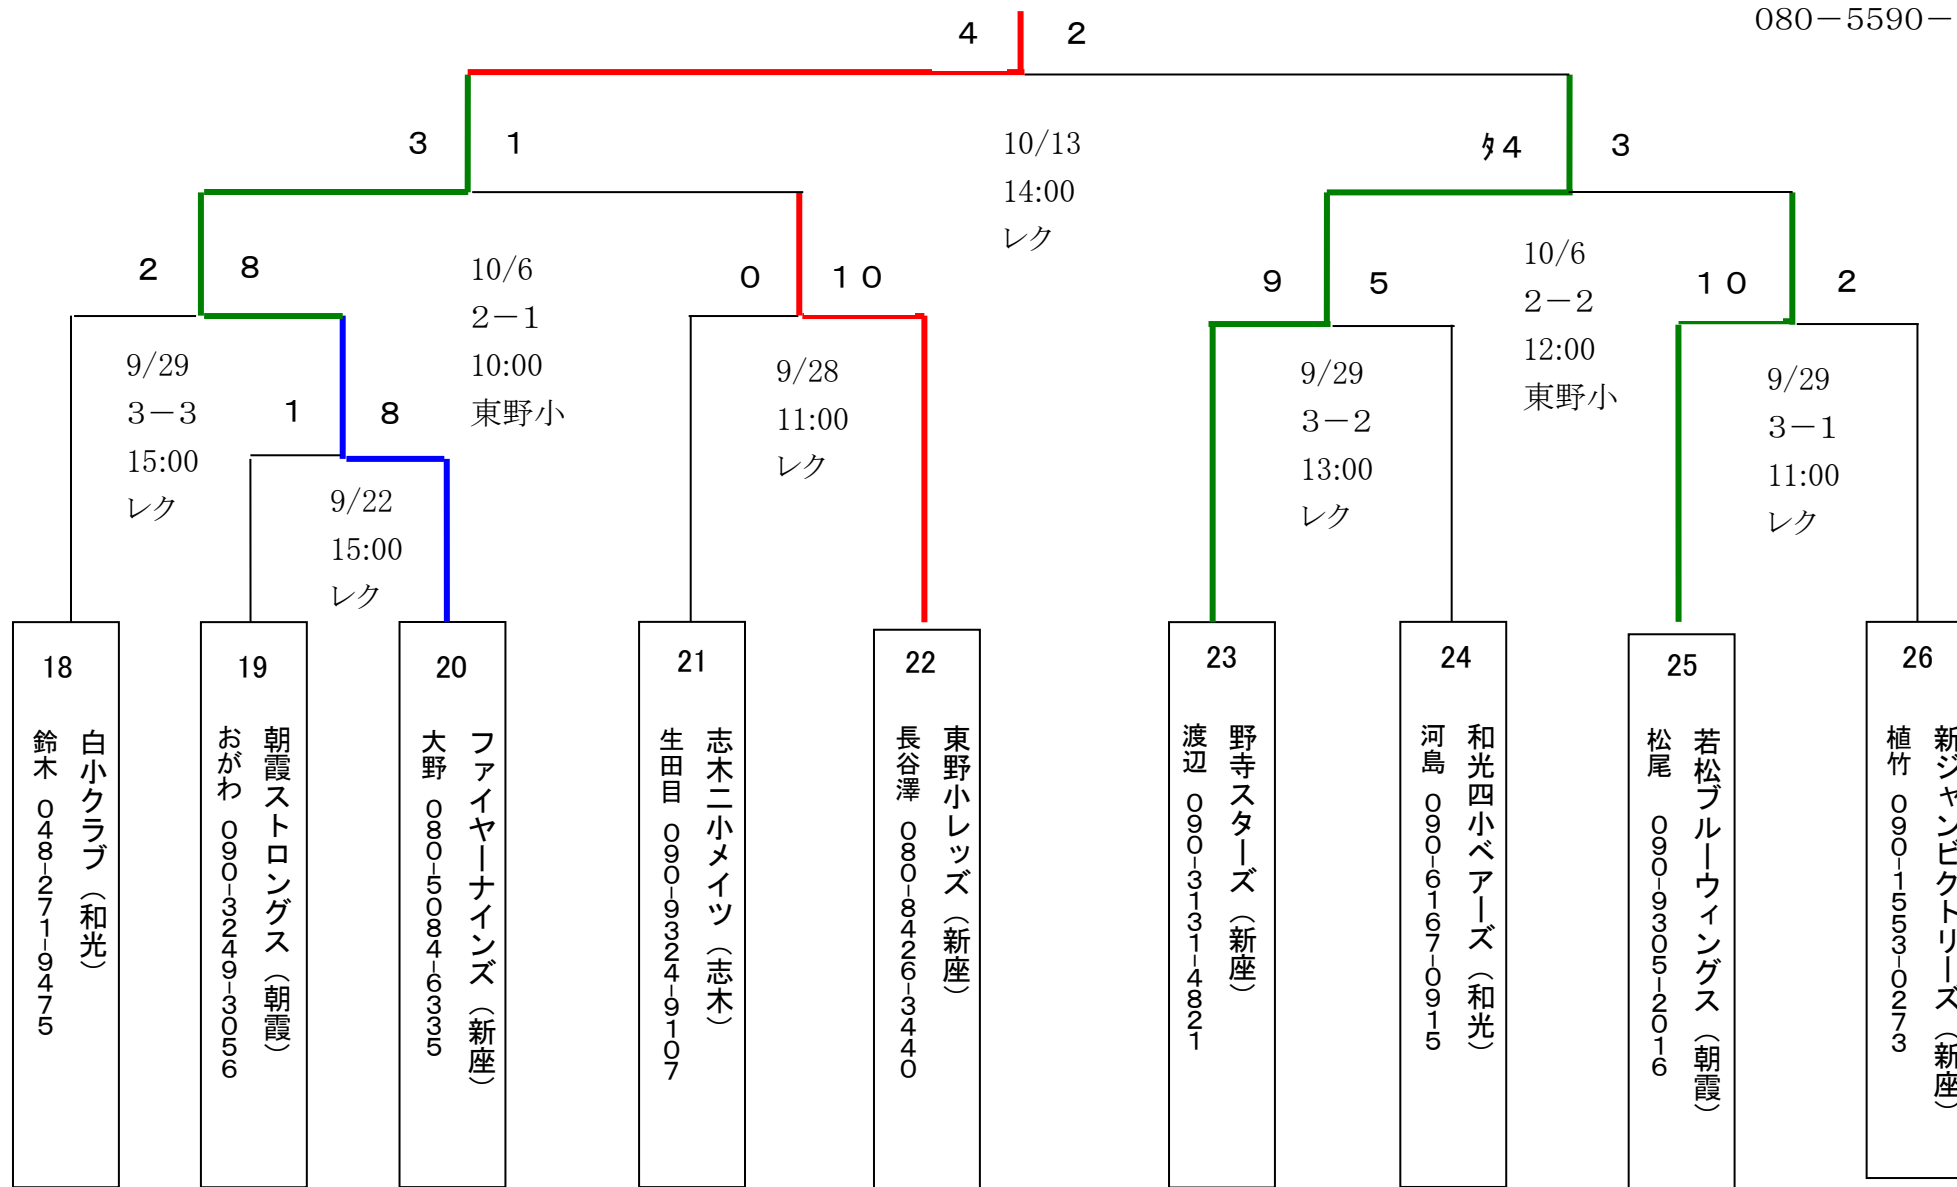 080－5590－
4 2
3 1
10/13
14:00
レク
ﾀ4 3
2 8
10/6
2－1
10:00
東野小
0 10
9 5
10/6
2－2
12:00
東野小
10 2
9/29
3－3
15:00
レク
1 8
9/28
11:00
レク
9/29
3－2
13:00
レク
9/29
3－1
11:00
レク
9/22
15:00
レク
18
白小クラブ（和光）
鈴木 048-271-9475
19
朝霞ストロングス（朝霞）
おがわ 090-3249-3056
20
ファイヤーナインズ（新座）
大野 080-5084-6335
21
志木二小メイツ（志木）
生田目 090-9324-9107
22
東野小レッズ（新座）
長谷澤 080-8426-3440
23
野寺スターズ（新座）
渡辺 090-3131-4821
24
和光四小ベアーズ（和光）
河島 090-6167-0915
25
若松ブルーウィングス（朝霞）
松尾 090-9305-2016
26
新ジャンビクトリーズ（新座）
植竹 090-1553-0273